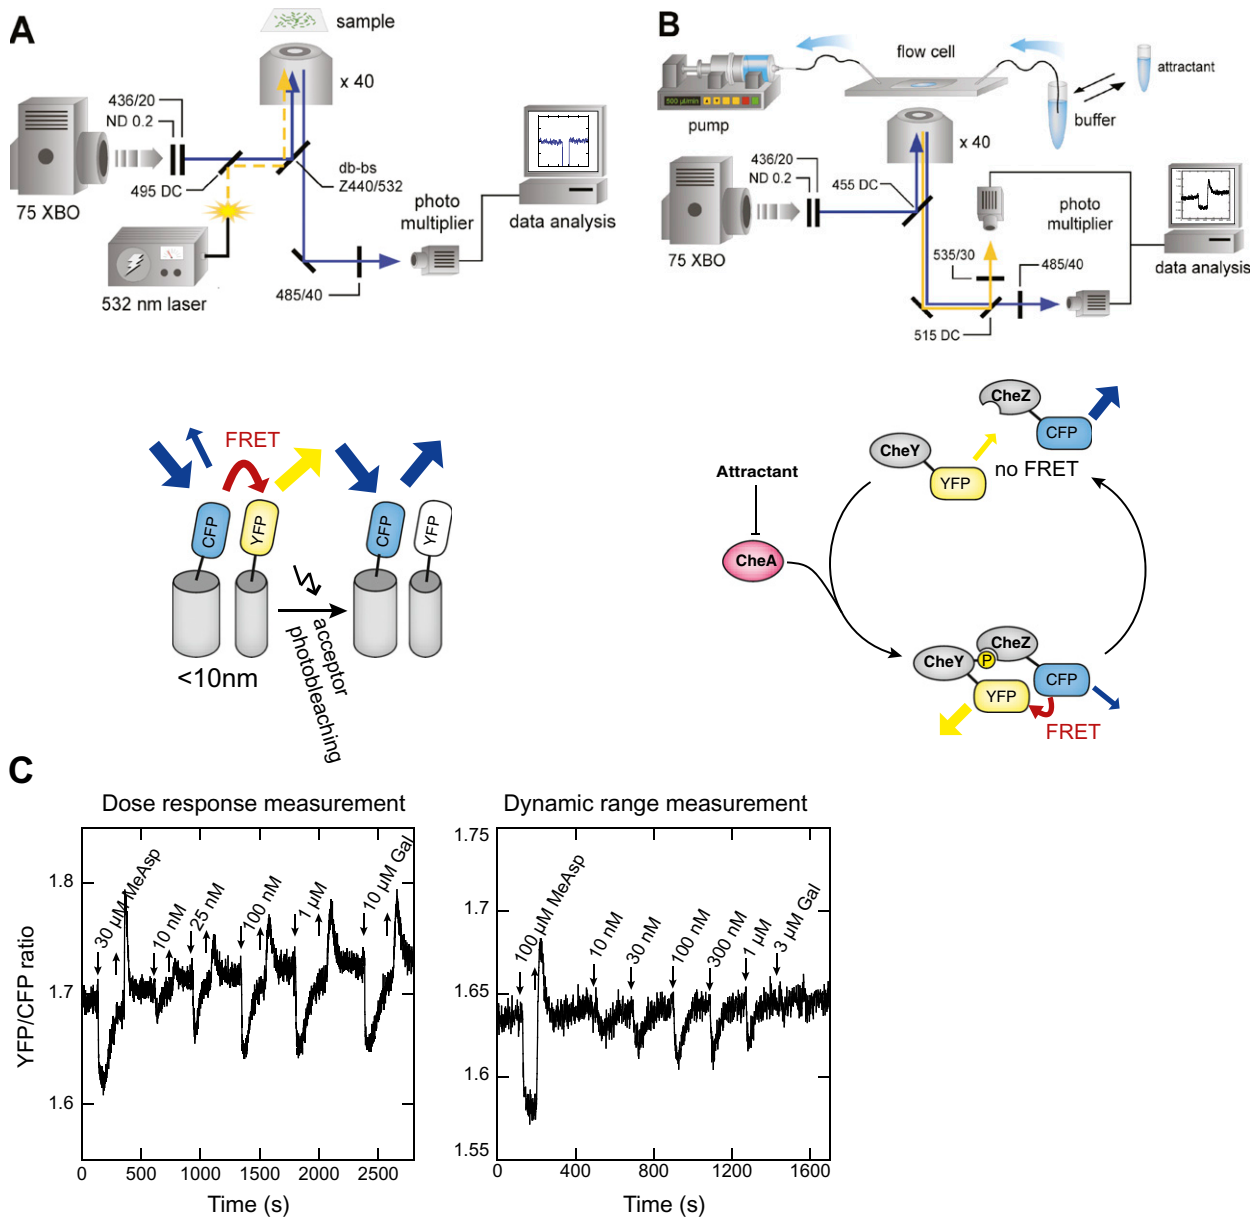 A
sample
x 40
436/20
ND 0.2
495 DC
db-bs
Z440/532
75 XBO
532 nm laser
photo
multiplier
485/40
data analysis
FRET
CFP
YFP
CFP
YFP
<10nm
acceptor
photobleaching
B
flow cell
attractant
buffer
500 µl/min
pump
x 40
436/20
ND 0.2
455 DC
75 XBO
photo
multiplier
535/30
485/40
515 DC
data analysis
CheZ
CFP
CheY
YFP
no FRET
Attractant
CheA
CheY
P
CheZ
YFP
CFP
FRET
C
Dose response measurement
YFP/CFP ratio
1.8
1.7
1.6
30 µM MeAsp
10 nM
25 nM
100 nM
1 µM
10 µM Gal
0 500 1000 1500 2000 2500
Time (s)
Dynamic range measurement
1.75
1.7
1.65
1.6
1.55
100 µM MeAsp
10 nM
30 nM
100 nM
300 nM
1 µM
3 µM Gal
0 400 800 1200 1600
Time (s)